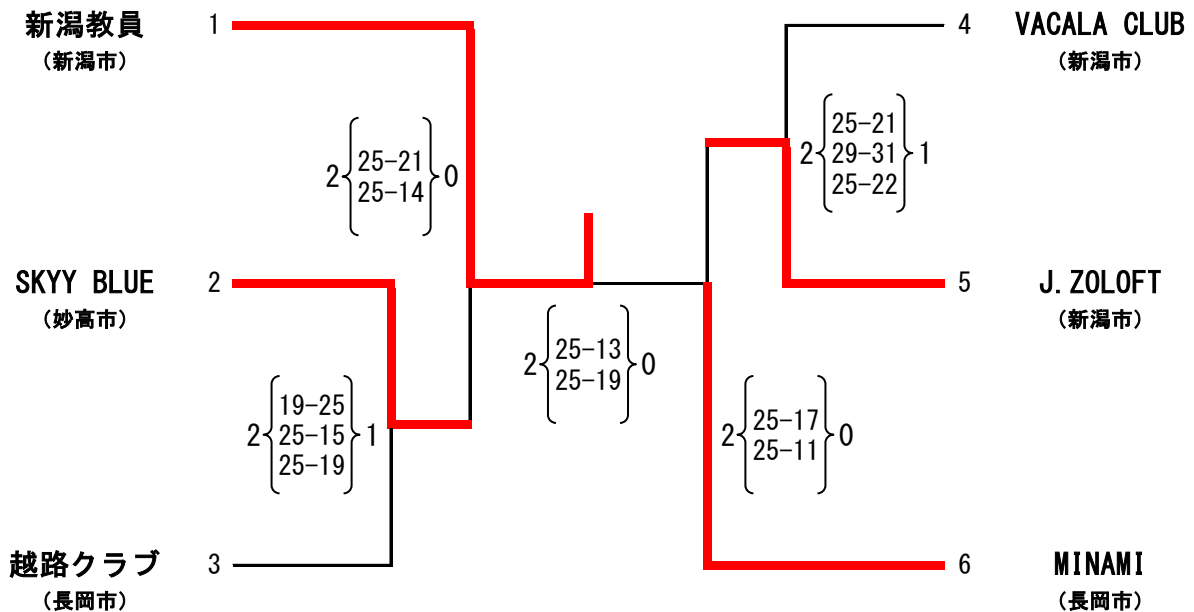 新潟教員 1
(新潟市)
2 25-21 0
25-14
SKYY BLUE 2
(妙高市)
19-25
2 25-15 1
25-19
越路クラブ 3
(長岡市)
2 25-13 0
25-19
4 VACALA CLUB
(新潟市)
25-21
2 29-31 1
25-22
5 J.ZOLOFT
(新潟市)
2 25-17 0
25-11
6 MINAMI
(長岡市)